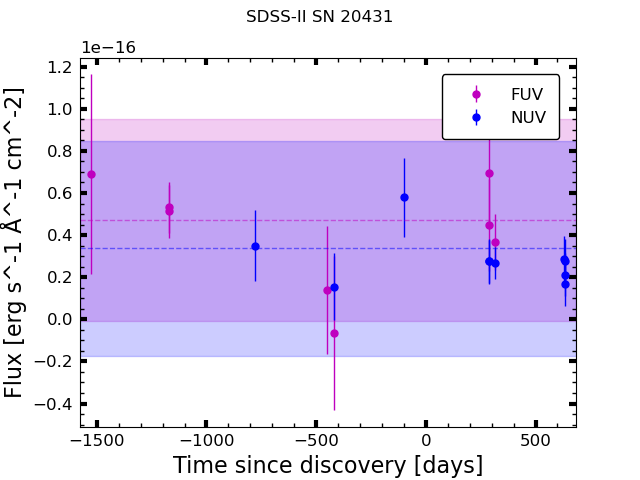 SDSS-II SN 20431
1e−16
1.2
1.0
0.8
0.6
0.4
0.2
0.0
−0.2
−0.4
Flux [erg s^-1 Å^-1 cm^-2]
FUV
NUV
−1500 −1000 −500 0 500
Time since discovery [days]